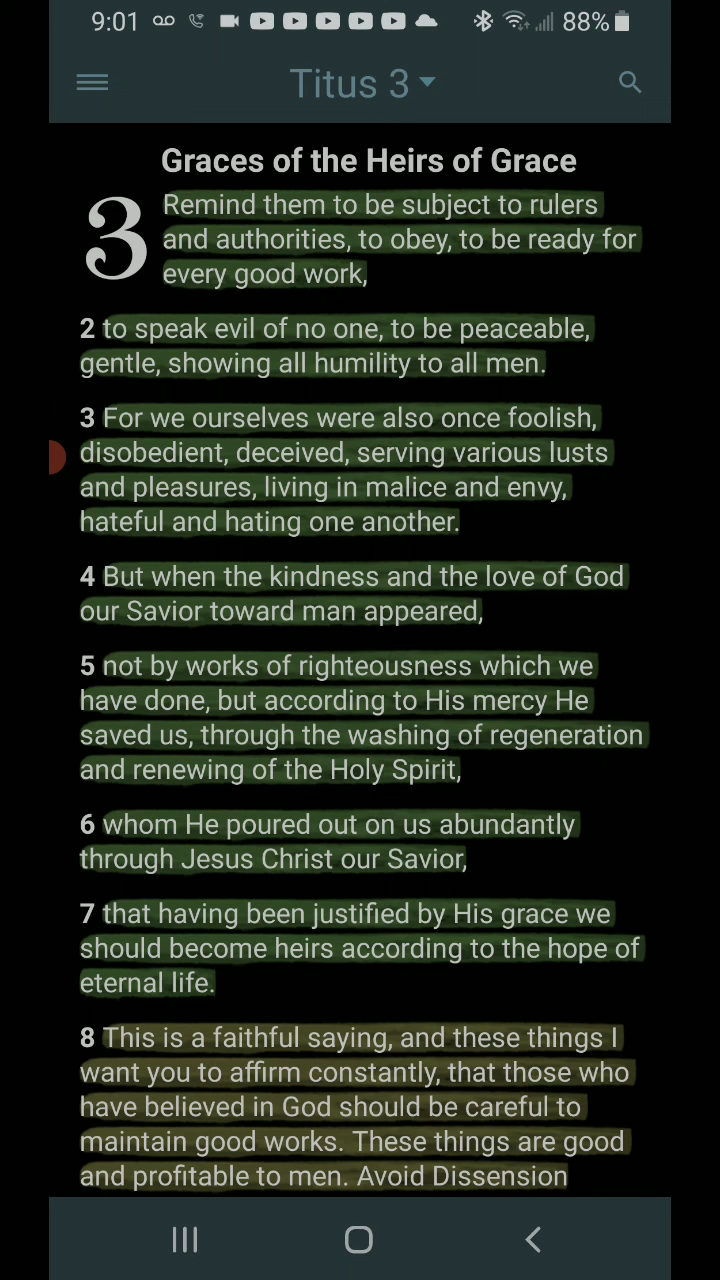 9:01 88%
Titus 3
Graces of the Heirs of Grace
3 Remind them to be subject to rulers
and authorities, to obey, to be ready for
every good work,
2 to speak evil of no one, to be peaceable,
gentle, showing all humility to all men.
3 For we ourselves were also once foolish,
disobedient, deceived, serving various lusts
and pleasures, living in malice and envy,
hateful and hating one another.
4 But when the kindness and the love of God
our Savior toward man appeared,
5 not by works of righteousness which we
have done, but according to His mercy He
saved us, through the washing of regeneration
and renewing of the Holy Spirit,
6 whom He poured out on us abundantly
through Jesus Christ our Savior,
7 that having been justified by His grace we
should become heirs according to the hope of
eternal life.
8 This is a faithful saying, and these things I
want you to affirm constantly, that those who
have believed in God should be careful to
maintain good works. These things are good
and profitable to men. Avoid Dissension